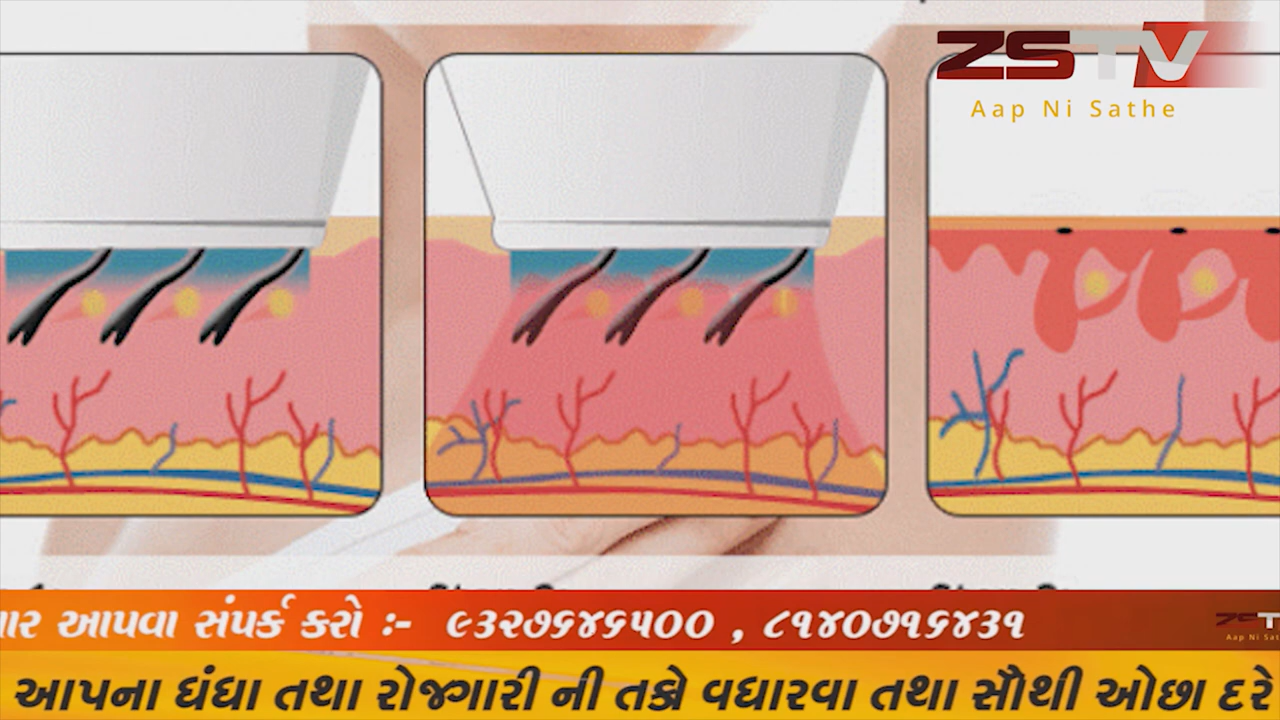 ZSTV
Aap Ni Sathe
આપવા સંપર્ક કરો :- ૯૩૨૭૬૪૬૫૦૦ , ૮૧૪૦૭૧૬૪૩૧
આપના ધંધા તથા રોજગારી ની તકો વધારવા તથા સૌથી ઓછા દરે